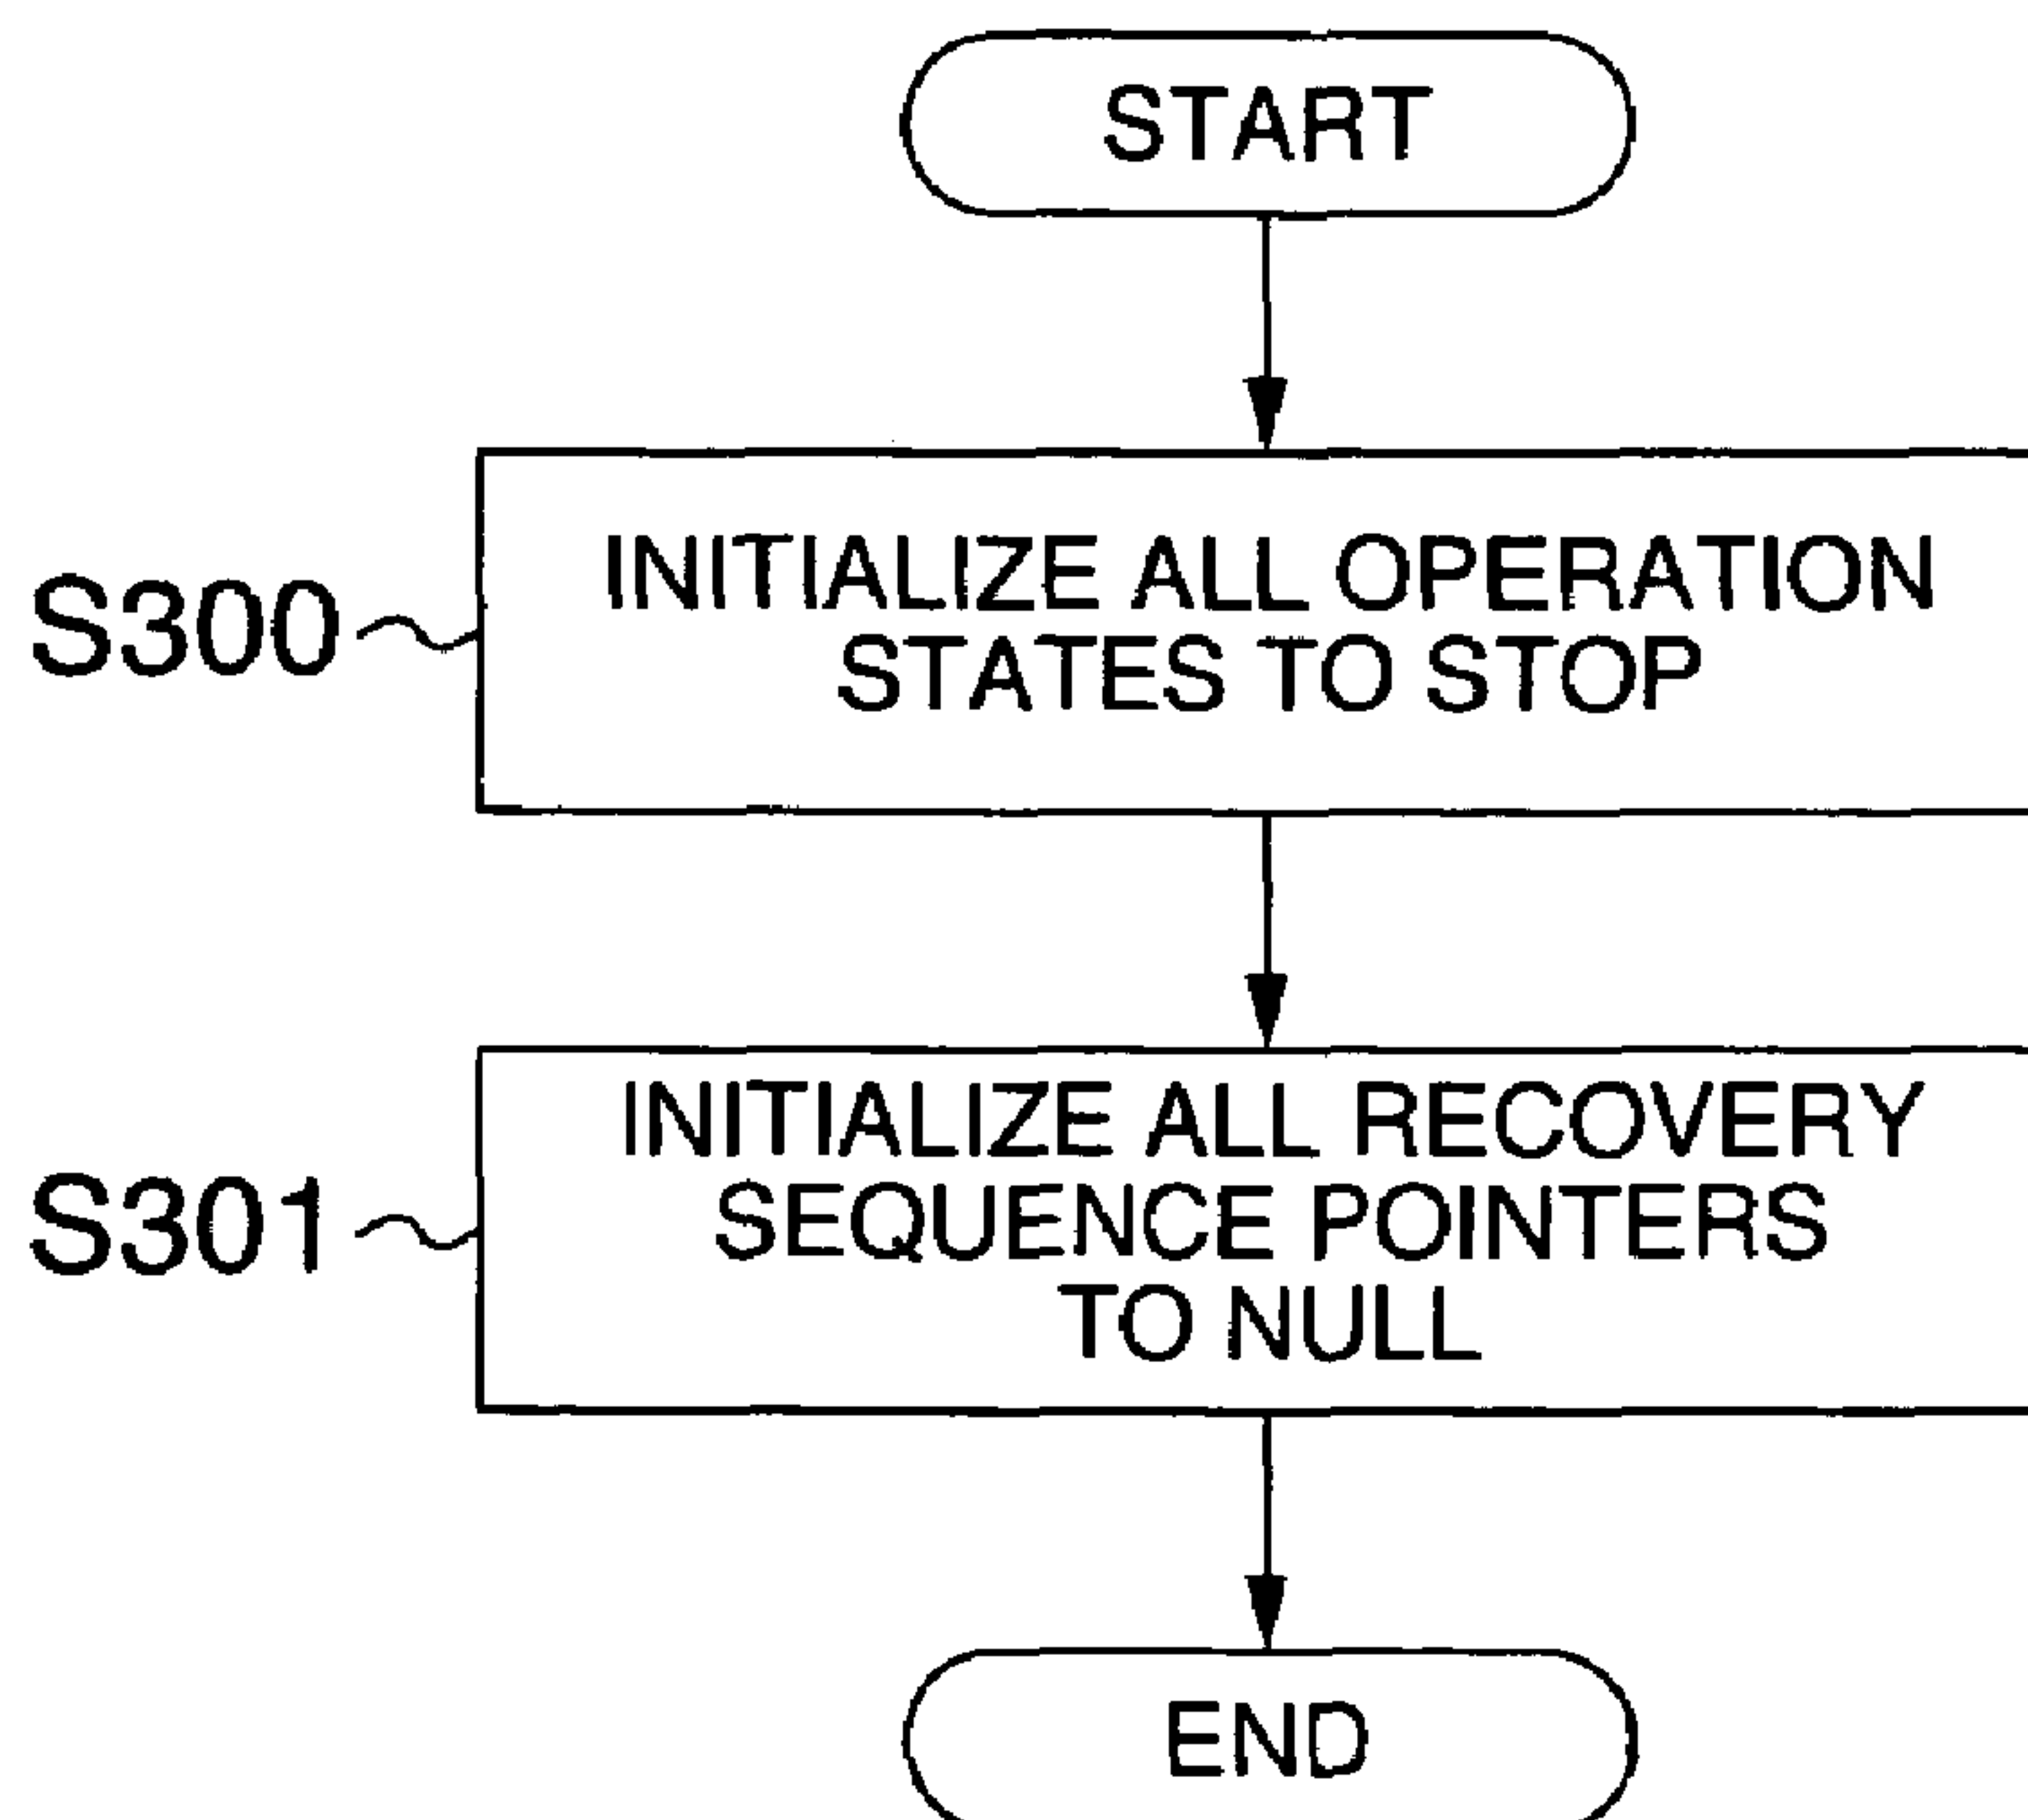 START
S300
INITIALIZE ALL OPERATION
STATES TO STOP
S301
INITIALIZE ALL RECOVERY
SEQUENCE POINTERS
TO NULL
END